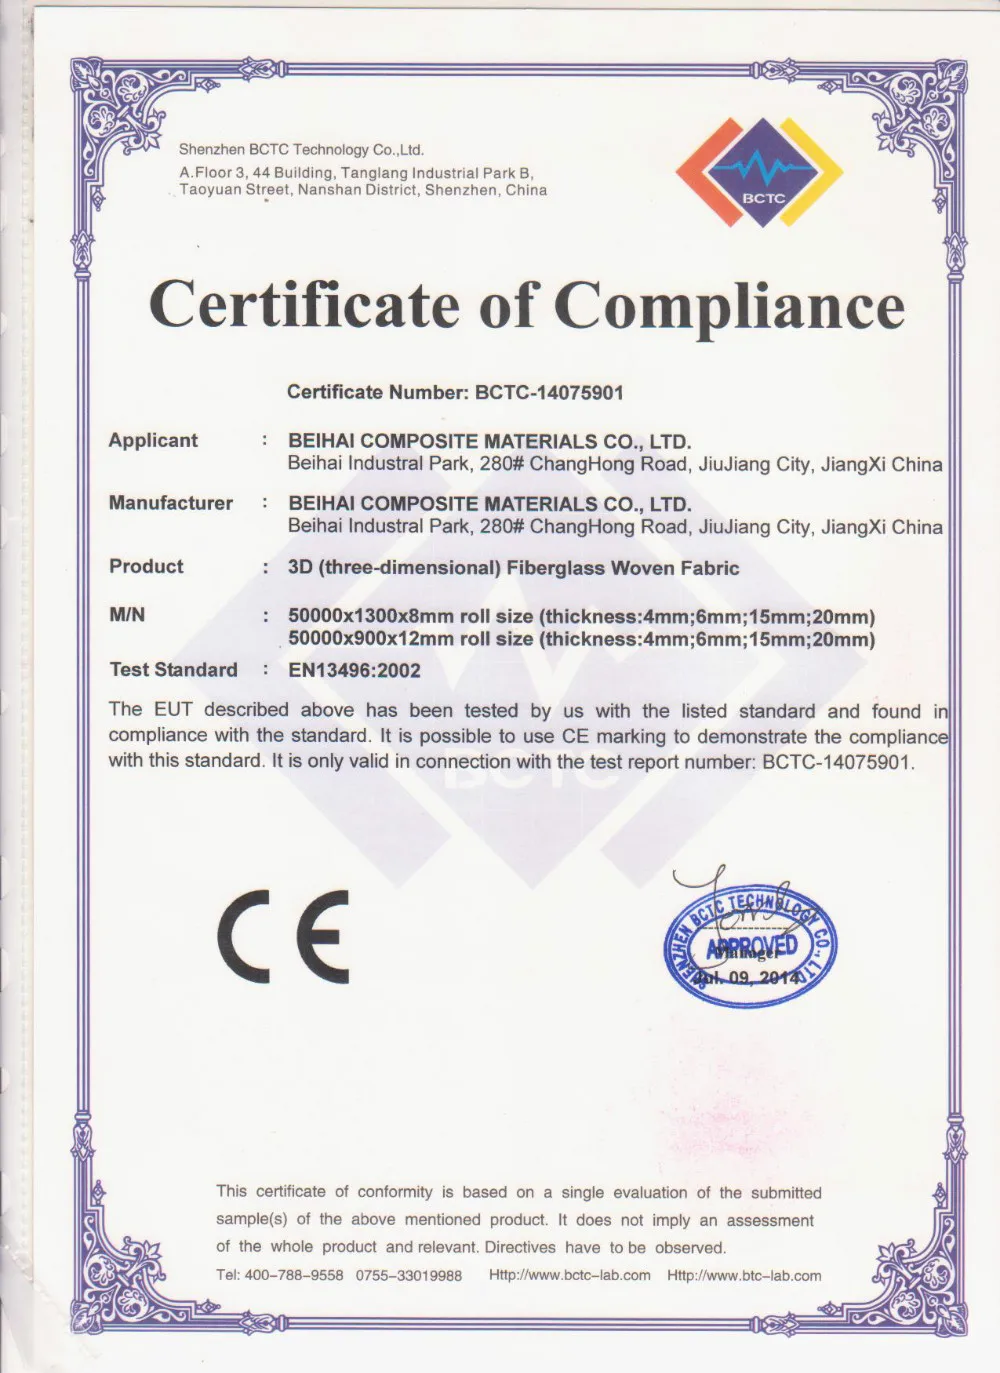 Shenzhen BCTC Technology Co.,Ltd.
A.Floor 3, 44 Building, Tanglang Industrial Park B,
Taoyuan Street, Nanshan District, Shenzhen, China
BCTC
Certificate of Compliance
Certificate Number: BCTC-14075901
Applicant : BEIHAI COMPOSITE MATERIALS CO., LTD.
Beihai Industral Park, 280# ChangHong Road, JiuJiang City, JiangXi China
Manufacturer : BEIHAI COMPOSITE MATERIALS CO., LTD.
Beihai Industral Park, 280# ChangHong Road, JiuJiang City, JiangXi China
Product : 3D (three-dimensional) Fiberglass Woven Fabric
M/N : 50000x1300x8mm roll size (thickness:4mm;6mm;15mm;20mm)
50000x900x12mm roll size (thickness:4mm;6mm;15mm;20mm)
Test Standard : EN13496:2002
The EUT described above has been tested by us with the listed standard and found in
compliance with the standard. It is possible to use CE marking to demonstrate the compliance
with this standard. It is only valid in connection with the test report number: BCTC-14075901.
BCTC
CE
SHENZHEN BCTC TECHNOLOGY CO., LTD
APPROVED
Manager
Jul. 09, 2014
This certificate of conformity is based on a single evaluation of the submitted
sample(s) of the above mentioned product. It does not imply an assessment
of the whole product and relevant. Directives have to be observed.
Tel: 400-788-9558 0755-33019988 Http://www.bctc-lab.com Http://www.btc-lab.com